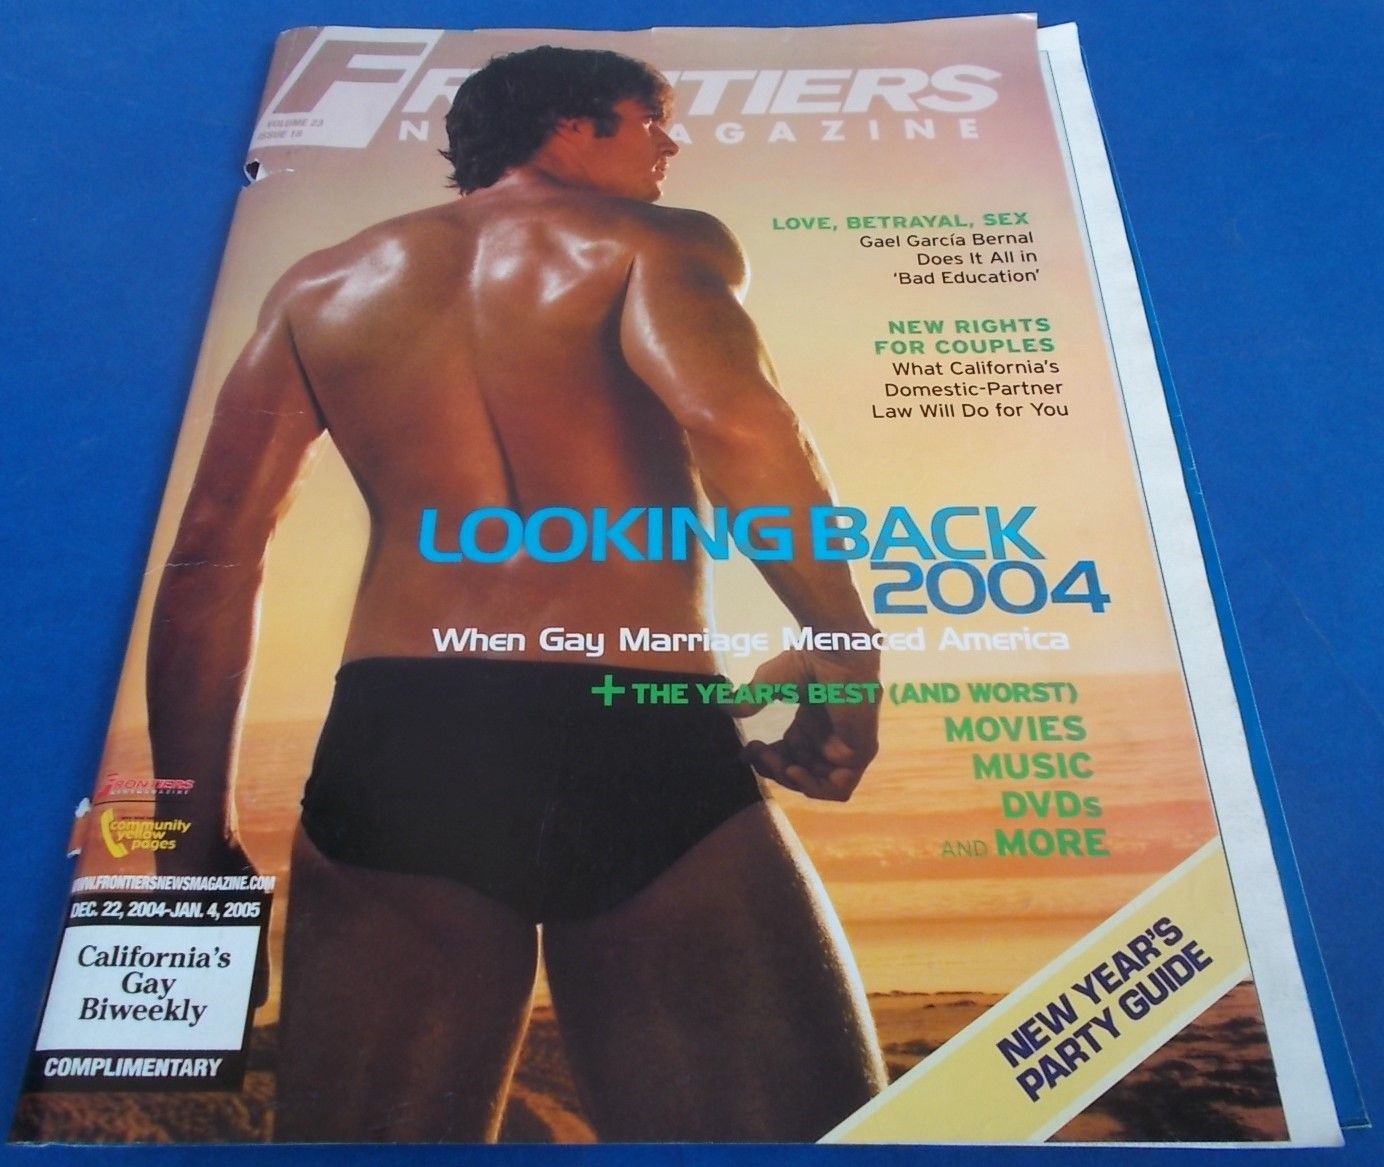 FRONTIERS
NEWSMAGAZINE
VOLUME 23
ISSUE 18
LOVE, BETRAYAL, SEX
Gael García Bernal
Does It All in
‘Bad Education’
NEW RIGHTS
FOR COUPLES
What California’s
Domestic-Partner
Law Will Do for You
LOOKING BACK
2004
When Gay Marriage Menaced America
+ THE YEAR’S BEST (AND WORST)
MOVIES
MUSIC
DVDs
AND MORE
FRONTIERS
NEWSMAGAZINE
community
yellow
pages
WWW.FRONTIERSNEWSMAGAZINE.COM
DEC. 22, 2004-JAN. 4, 2005
California’s
Gay
Biweekly
COMPLIMENTARY
NEW YEAR’S
PARTY GUIDE